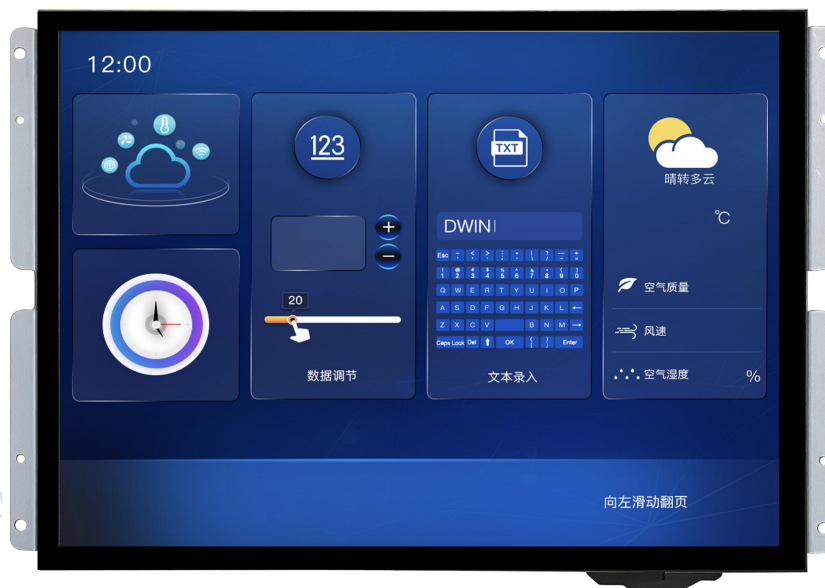 12:00
123
20
数据调节
TXT
DWIN
Esc
Q W E R T Y U I O P
A S D F G H J K L
Z X C V B N M
Caps Lock Del OK Enter
文本录入
晴转多云
℃
空气质量
风速
空气湿度 %
向左滑动翻页